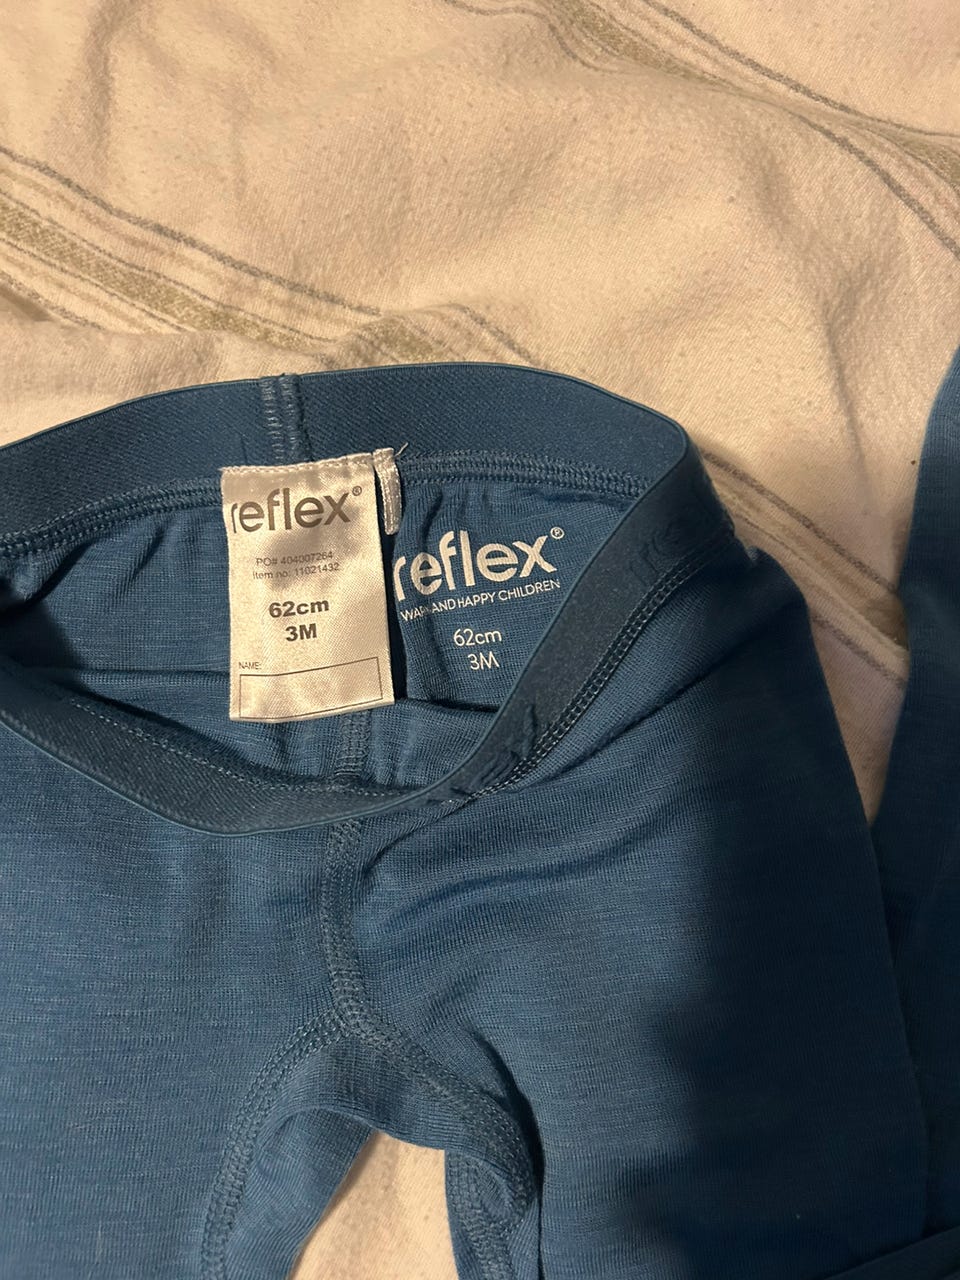 reflex®
PO# 404007264
Item no: 11021432
62cm
3M
NAME:
reflex®
WARM AND HAPPY CHILDREN
62cm
3M